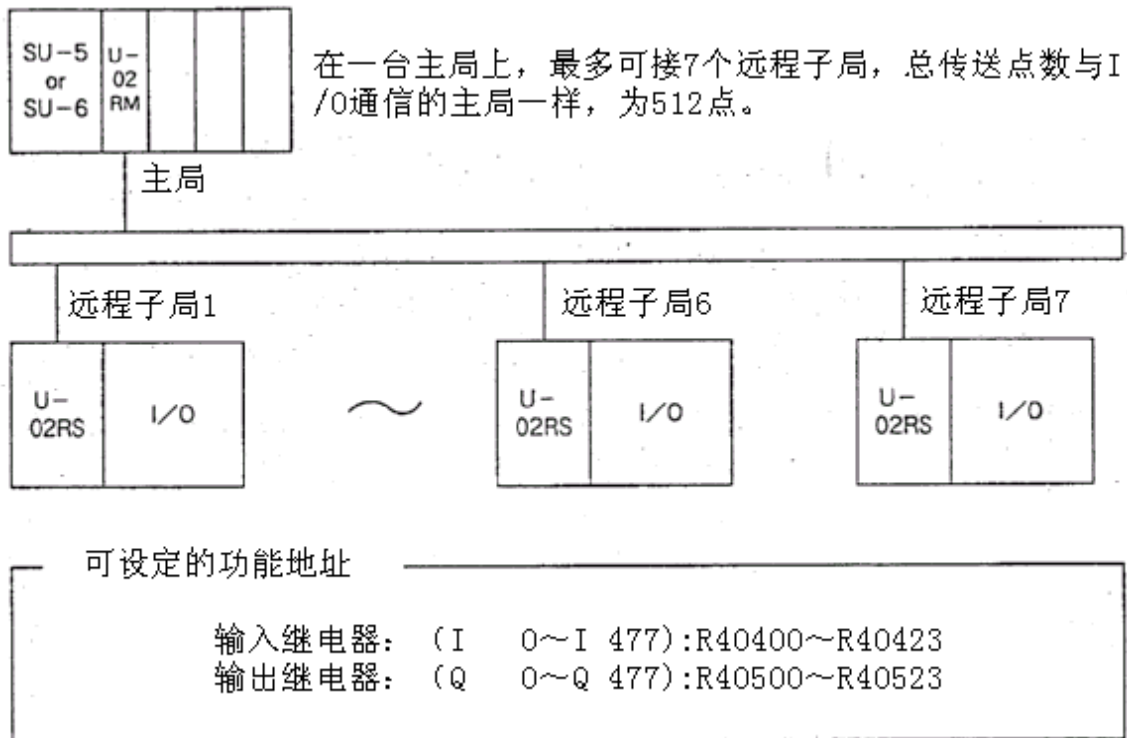 SU-5
or
SU-6
U-
02
RM
在一台主局上，最多可接7个远程子局，总传送点数与I
/O通信的主局一样，为512点。
主局
远程子局1
远程子局6
远程子局7
U-
02RS
I/O
～
U-
02RS
I/O
U-
02RS
I/O
可设定的功能地址
输入继电器：（I 0～I 477）:R40400～R40423
输出继电器：（Q 0～Q 477）:R40500～R40523